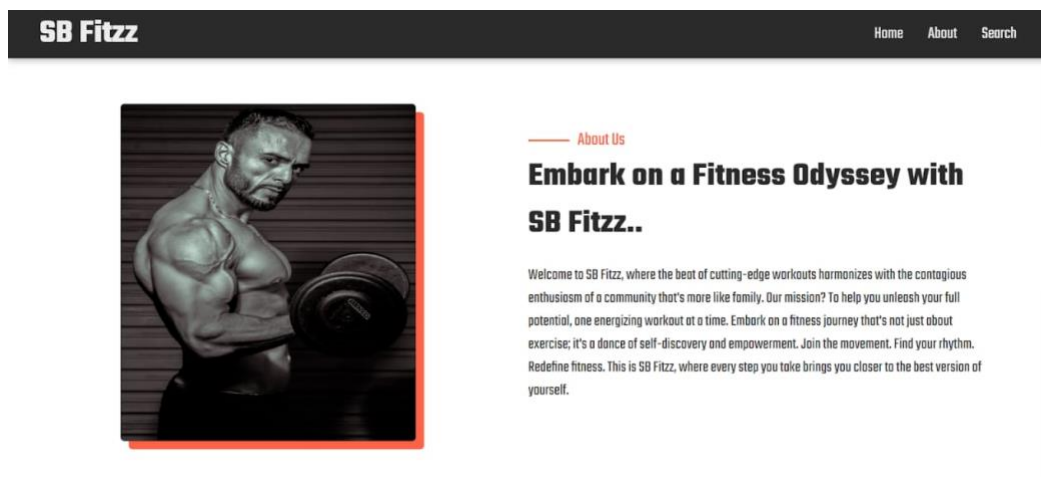 SB Fitzz
Home About Search
About Us
Embark on a Fitness Odyssey with
SB Fitzz..
Welcome to SB Fitzz, where the beat of cutting-edge workouts harmonizes with the contagious
enthusiasm of a community that's more like family. Our mission? To help you unleash your full
potential, one energizing workout at a time. Embark on a fitness journey that's not just about
exercise; it's a dance of self-discovery and empowerment. Join the movement. Find your rhythm.
Redefine fitness. This is SB Fitzz, where every step you take brings you closer to the best version of
yourself.